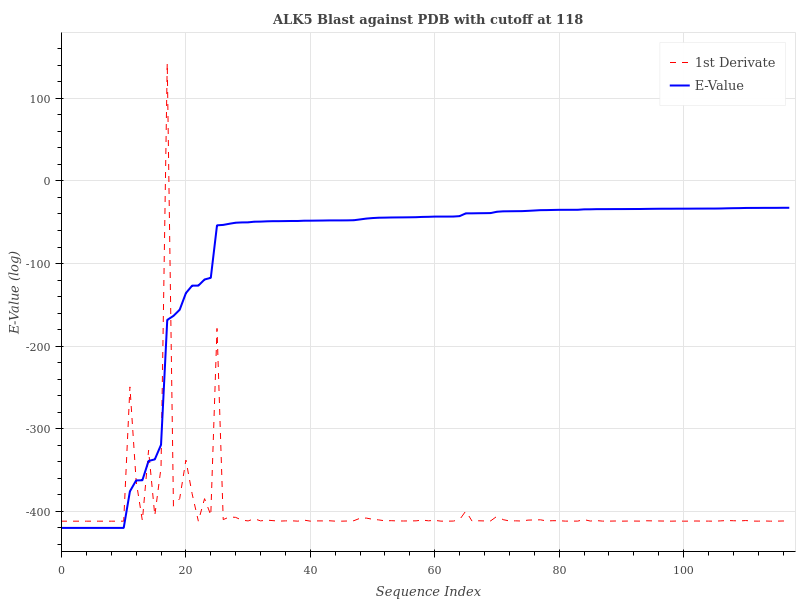 ALK5 Blast against PDB with cutoff at 118
1st Derivate
E-Value
100
0
-100
-200
-300
-400
E-Value (log)
0 20 40 60 80 100
Sequence Index